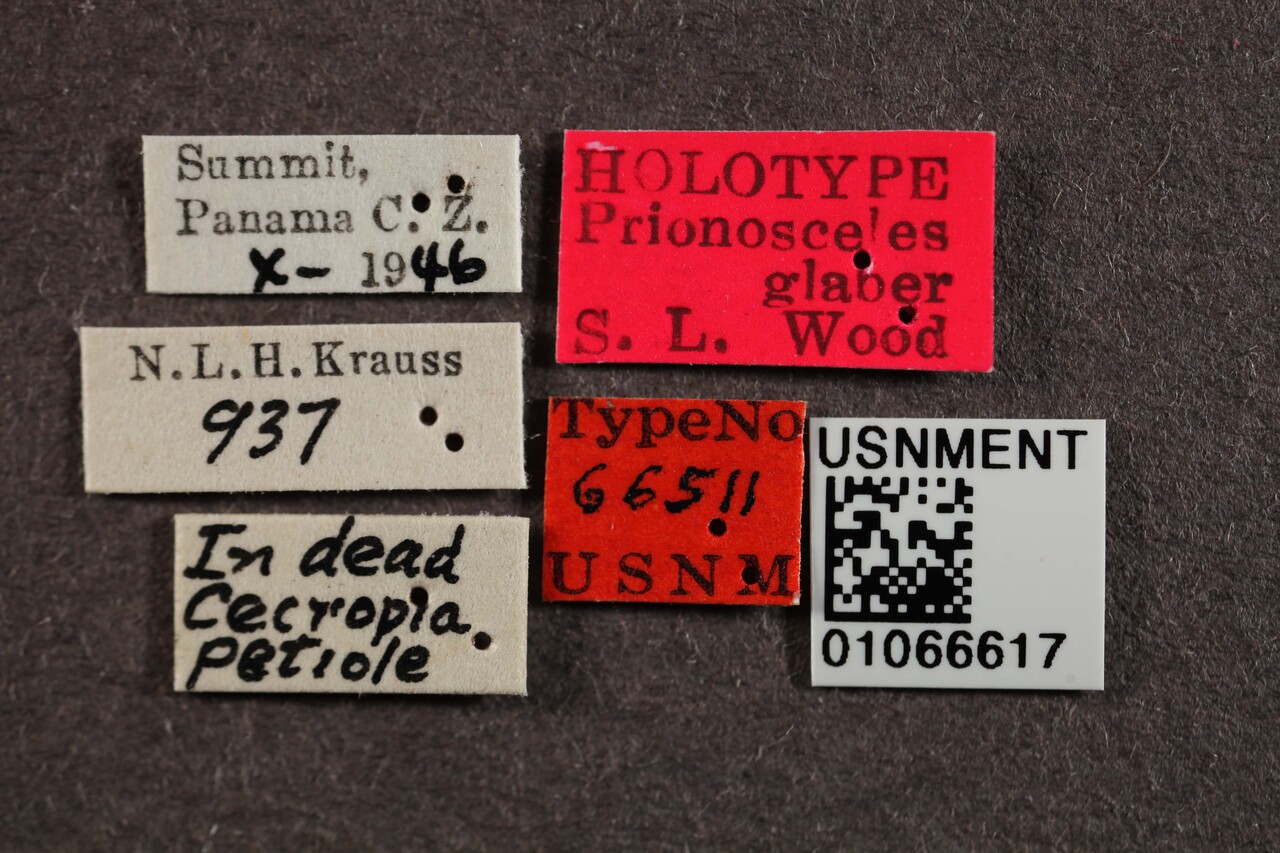 Summit,
Panama C. Z.
X- 1946
N.L.H. Krauss
937
In dead
Cecropia
petiole
HOLOTYPE
Prionosceles
glaber
S. L. Wood
TypeNo
66511
USNM
USNMENT
01066617